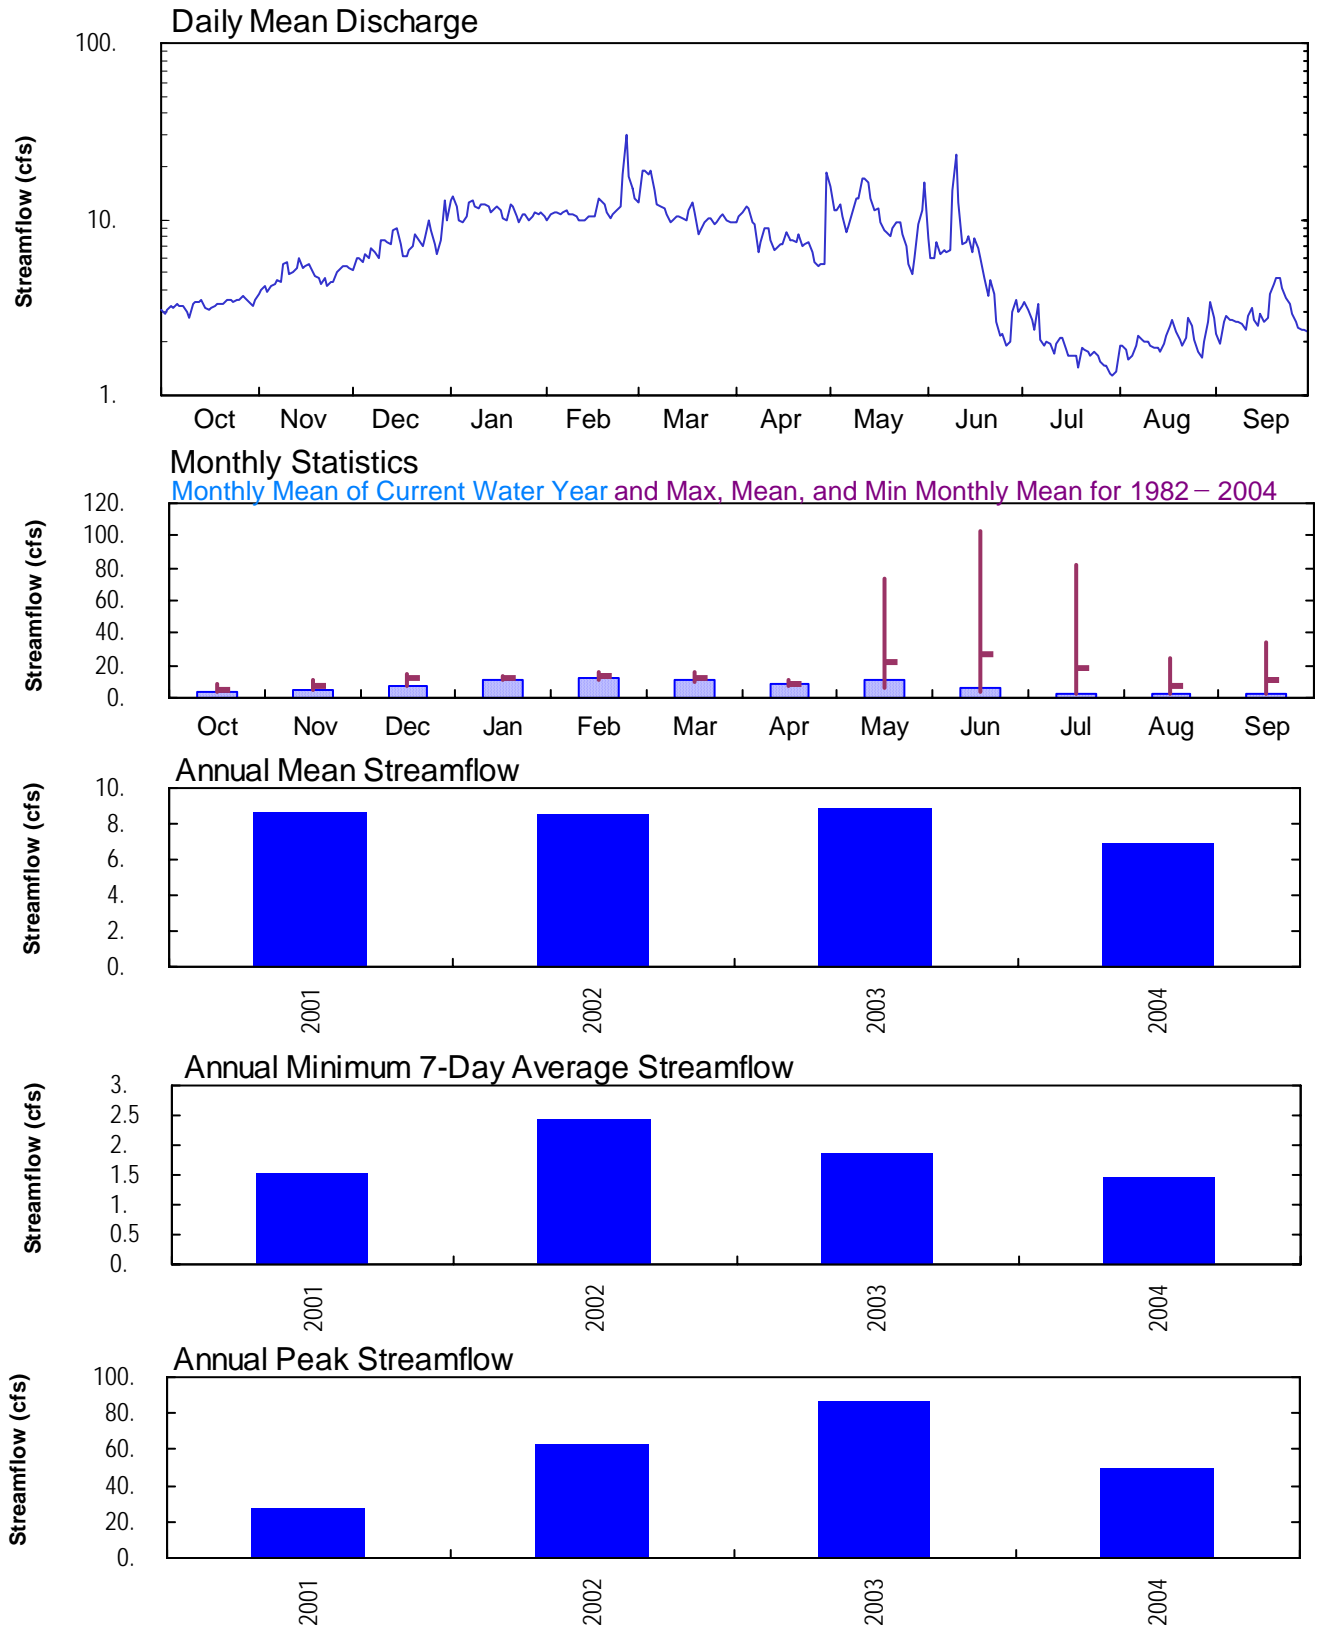 Daily Mean Discharge
Streamflow (cfs)
100.
10.
1.
Oct Nov Dec Jan Feb Mar Apr May Jun Jul Aug Sep
Monthly Statistics
Monthly Mean of Current Water Year and Max, Mean, and Min Monthly Mean for 1982 – 2004
Streamflow (cfs)
120.
100.
80.
60.
40.
20.
0.
Oct Nov Dec Jan Feb Mar Apr May Jun Jul Aug Sep
Annual Mean Streamflow
Streamflow (cfs)
10.
8.
6.
4.
2.
0.
2001 2002 2003 2004
Annual Minimum 7-Day Average Streamflow
Streamflow (cfs)
3.
2.5
2.
1.5
1.
0.5
0.
2001 2002 2003 2004
Annual Peak Streamflow
Streamflow (cfs)
100.
80.
60.
40.
20.
0.
2001 2002 2003 2004